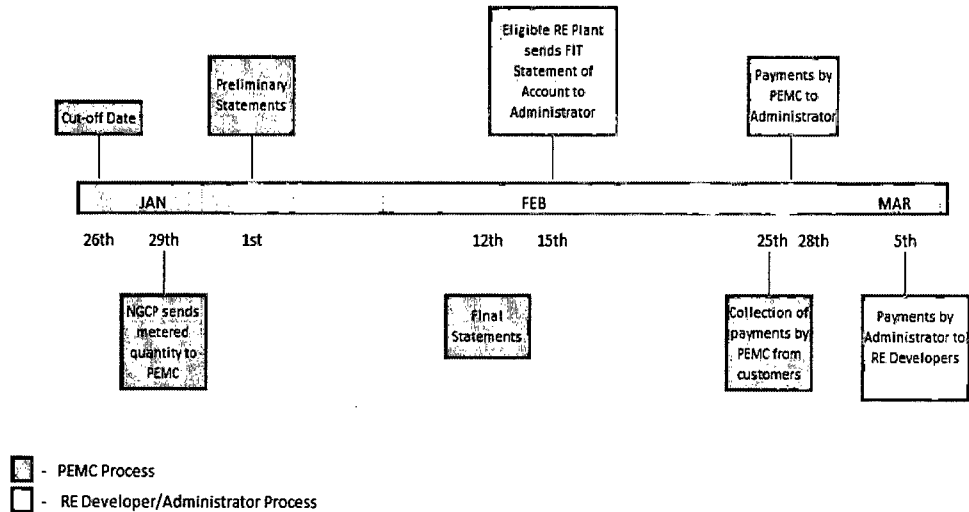 Eligible RE Plant
sends FIT
Statement of
Account to
Administrator
Preliminary
Statements
Payments by
PEMC to
Administrator
Cut-off Date
JAN
FEB
MAR
26th
29th
1st
12th
15th
25th
28th
5th
NGCP sends
metered
quantity to
PEMC
Final
Statements
Collection of
payments by
PEMC from
customers
Payments by
Administrator to
RE Developers
- PEMC Process
- RE Developer/Administrator Process